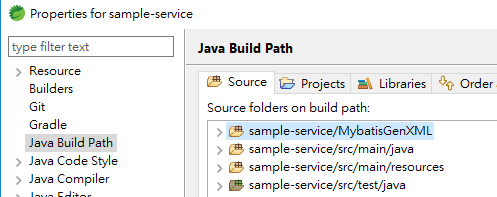 Properties for sample-service
type filter text
Resource
Builders
Git
Gradle
Java Build Path
Java Code Style
Java Compiler
Java Editor
Java Build Path
Source
Projects
Libraries
Order
Source folders on build path:
sample-service/MybatisGenXML
sample-service/src/main/java
sample-service/src/main/resources
sample-service/src/test/java